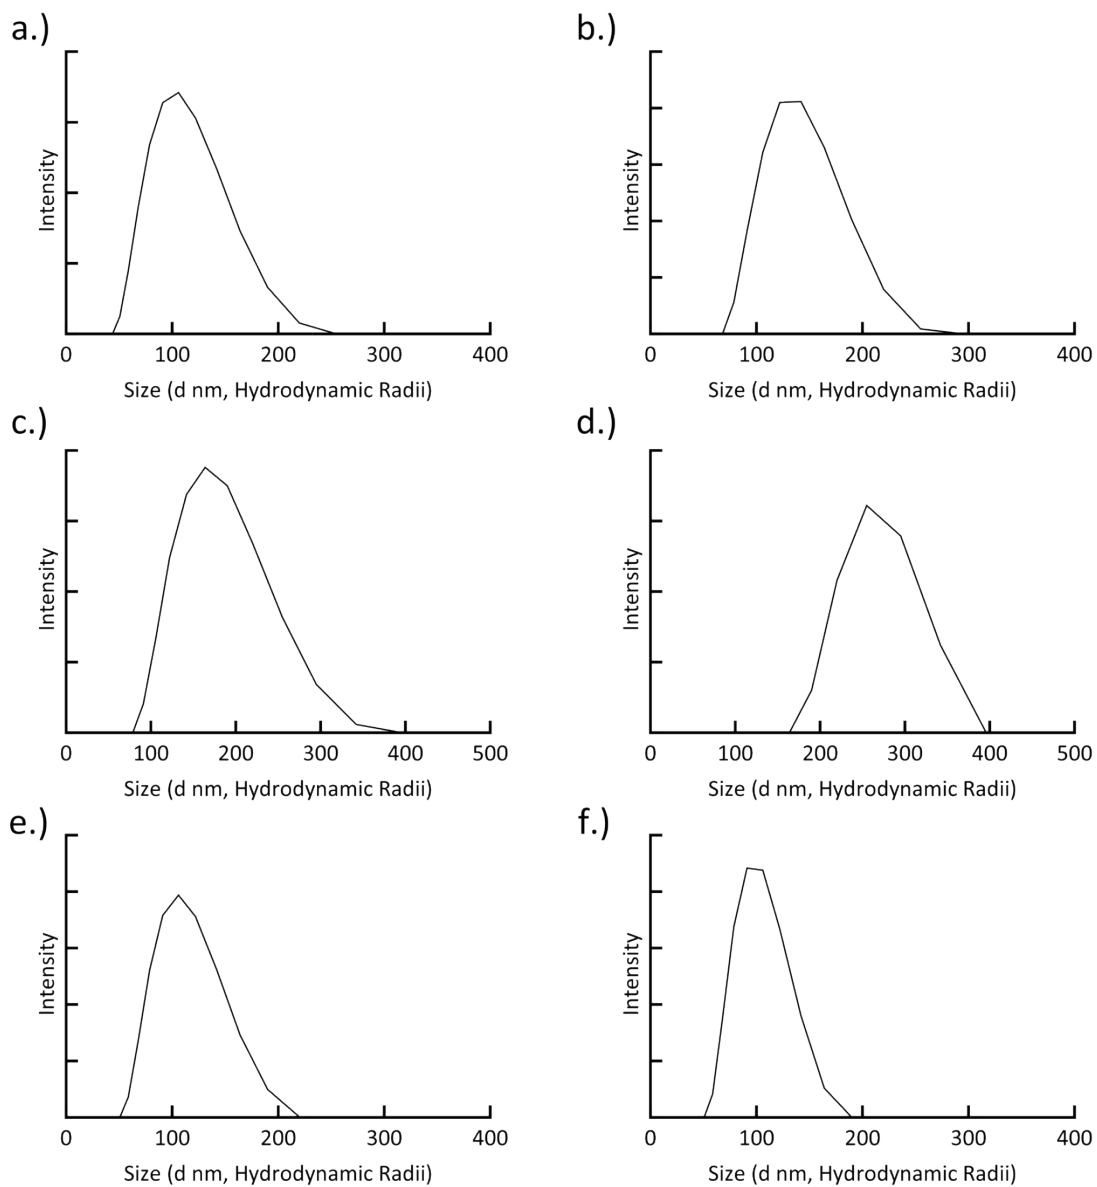 a.)
Intensity
0 100 200 300 400
Size (d nm, Hydrodynamic Radii)
b.)
Intensity
0 100 200 300 400
Size (d nm, Hydrodynamic Radii)
c.)
Intensity
0 100 200 300 400 500
Size (d nm, Hydrodynamic Radii)
d.)
Intensity
0 100 200 300 400 500
Size (d nm, Hydrodynamic Radii)
e.)
Intensity
0 100 200 300 400
Size (d nm, Hydrodynamic Radii)
f.)
Intensity
0 100 200 300 400
Size (d nm, Hydrodynamic Radii)